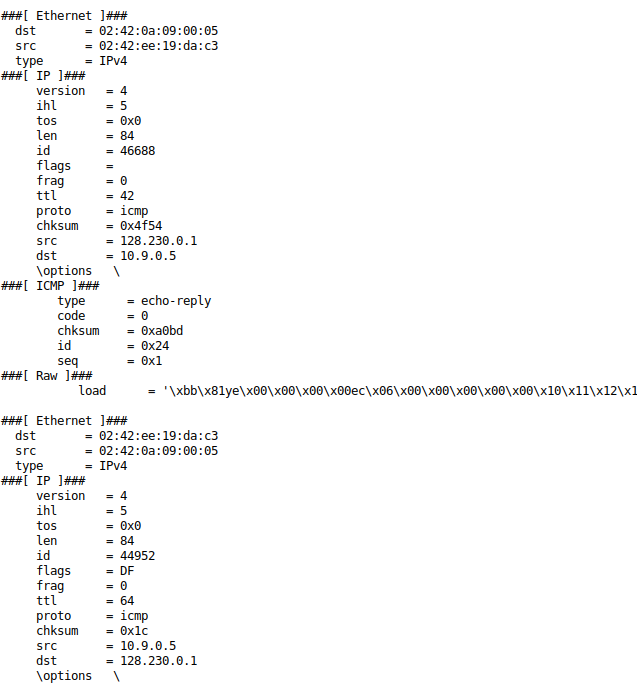 ###[ Ethernet ]###
  dst       = 02:42:0a:09:00:05
  src       = 02:42:ee:19:da:c3
  type      = IPv4
###[ IP ]###
     version   = 4
     ihl       = 5
     tos       = 0x0
     len       = 84
     id        = 46688
     flags     =
     frag      = 0
     ttl       = 42
     proto     = icmp
     chksum    = 0x4f54
     src       = 128.230.0.1
     dst       = 10.9.0.5
     \options   \
###[ ICMP ]###
        type      = echo-reply
        code      = 0
        chksum    = 0xa0bd
        id        = 0x24
        seq       = 0x1
###[ Raw ]###
           load      = '\xbb\x81ye\x00\x00\x00\x00ec\x06\x00\x00\x00\x00\x00\x10\x11\x12\x1
###[ Ethernet ]###
  dst       = 02:42:ee:19:da:c3
  src       = 02:42:0a:09:00:05
  type      = IPv4
###[ IP ]###
     version   = 4
     ihl       = 5
     tos       = 0x0
     len       = 84
     id        = 44952
     flags     = DF
     frag      = 0
     ttl       = 64
     proto     = icmp
     chksum    = 0x1c
     src       = 10.9.0.5
     dst       = 128.230.0.1
     \options   \